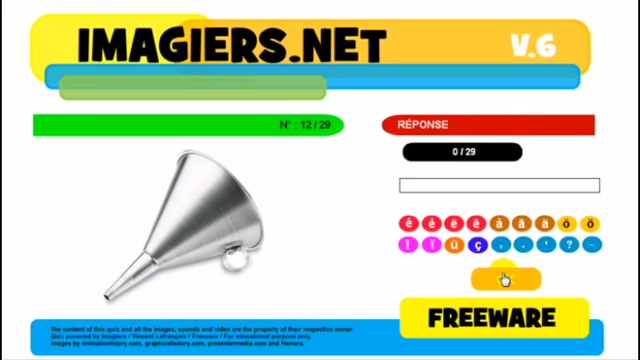 IMAGIERS.NET
V.6
N° : 12 / 29
RÉPONSE
0 / 29
, . ' ? -
FREEWARE
The content of this quiz and all the images, sounds and video are the property of their respective owner.
Quiz powered by Imagiers / Vincent Lefrançois / Freeware / For educational purpose only.
Images by Animationfatory.com, graphicsfactory.com, presentermedia.com and Hemera.